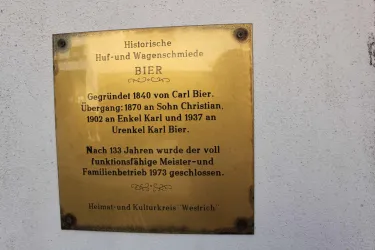 Historische
Huf-und Wagenschmiede
BIER
Gegründet 1840 von Carl Bier.
Übergang: 1870 an Sohn Christian,
1902 an Enkel Karl und 1937 an
Urenkel Karl Bier.
Nach 133 Jahren wurde der voll
funktionsfähige Meister-und
Familienbetrieb 1973 geschlossen.
Heimat-und Kulturkreis "Westrich"